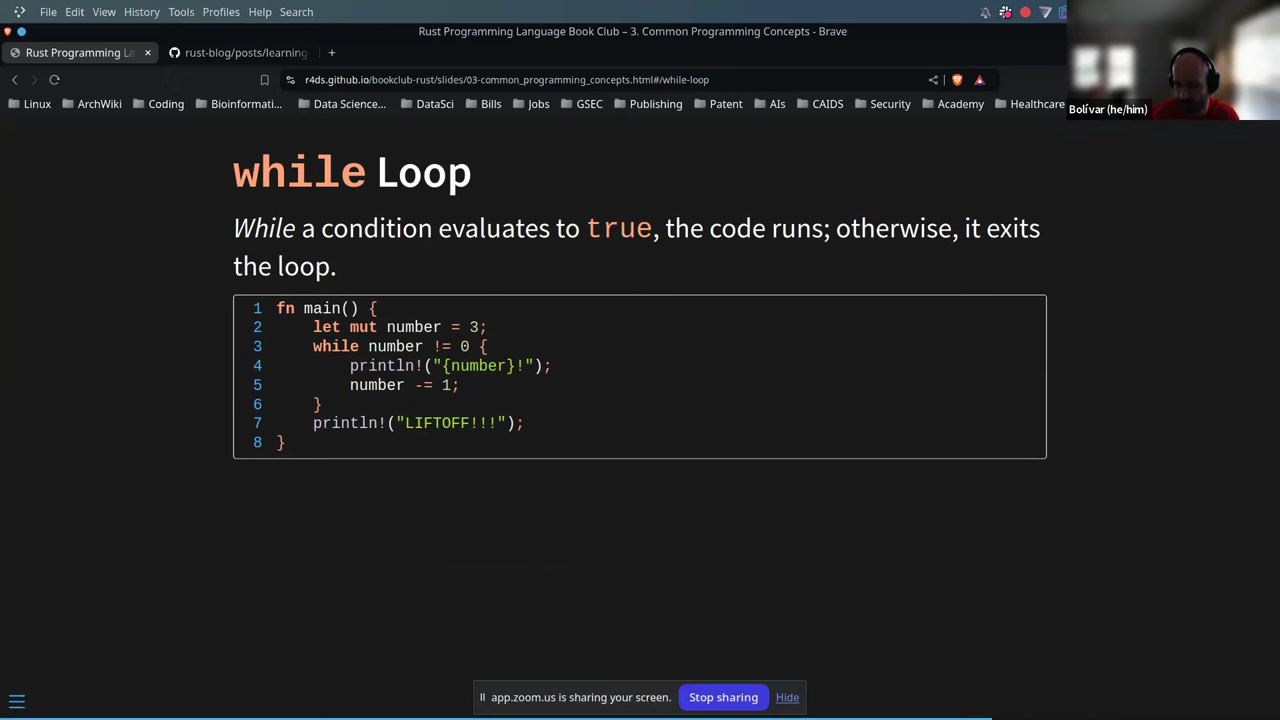 File Edit View History Tools Profiles Help Search
Rust Programming Language Book Club – 3. Common Programming Concepts - Brave
Rust Programming La × rust-blog/posts/learning +
r4ds.github.io/bookclub-rust/slides/03-common_programming_concepts.html#/while-loop
Linux ArchWiki Coding Bioinformati... Data Science... DataSci Bills Jobs GSEC Publishing Patent AIs CAIDS Security Academy Healthcare
Bolívar (he/him)
while Loop
While a condition evaluates to true, the code runs; otherwise, it exits
the loop.
1 fn main() {
2 let mut number = 3;
3 while number != 0 {
4 println!("{number}!");
5 number -= 1;
6 }
7 println!("LIFTOFF!!!");
8 }
app.zoom.us is sharing your screen. Stop sharing Hide